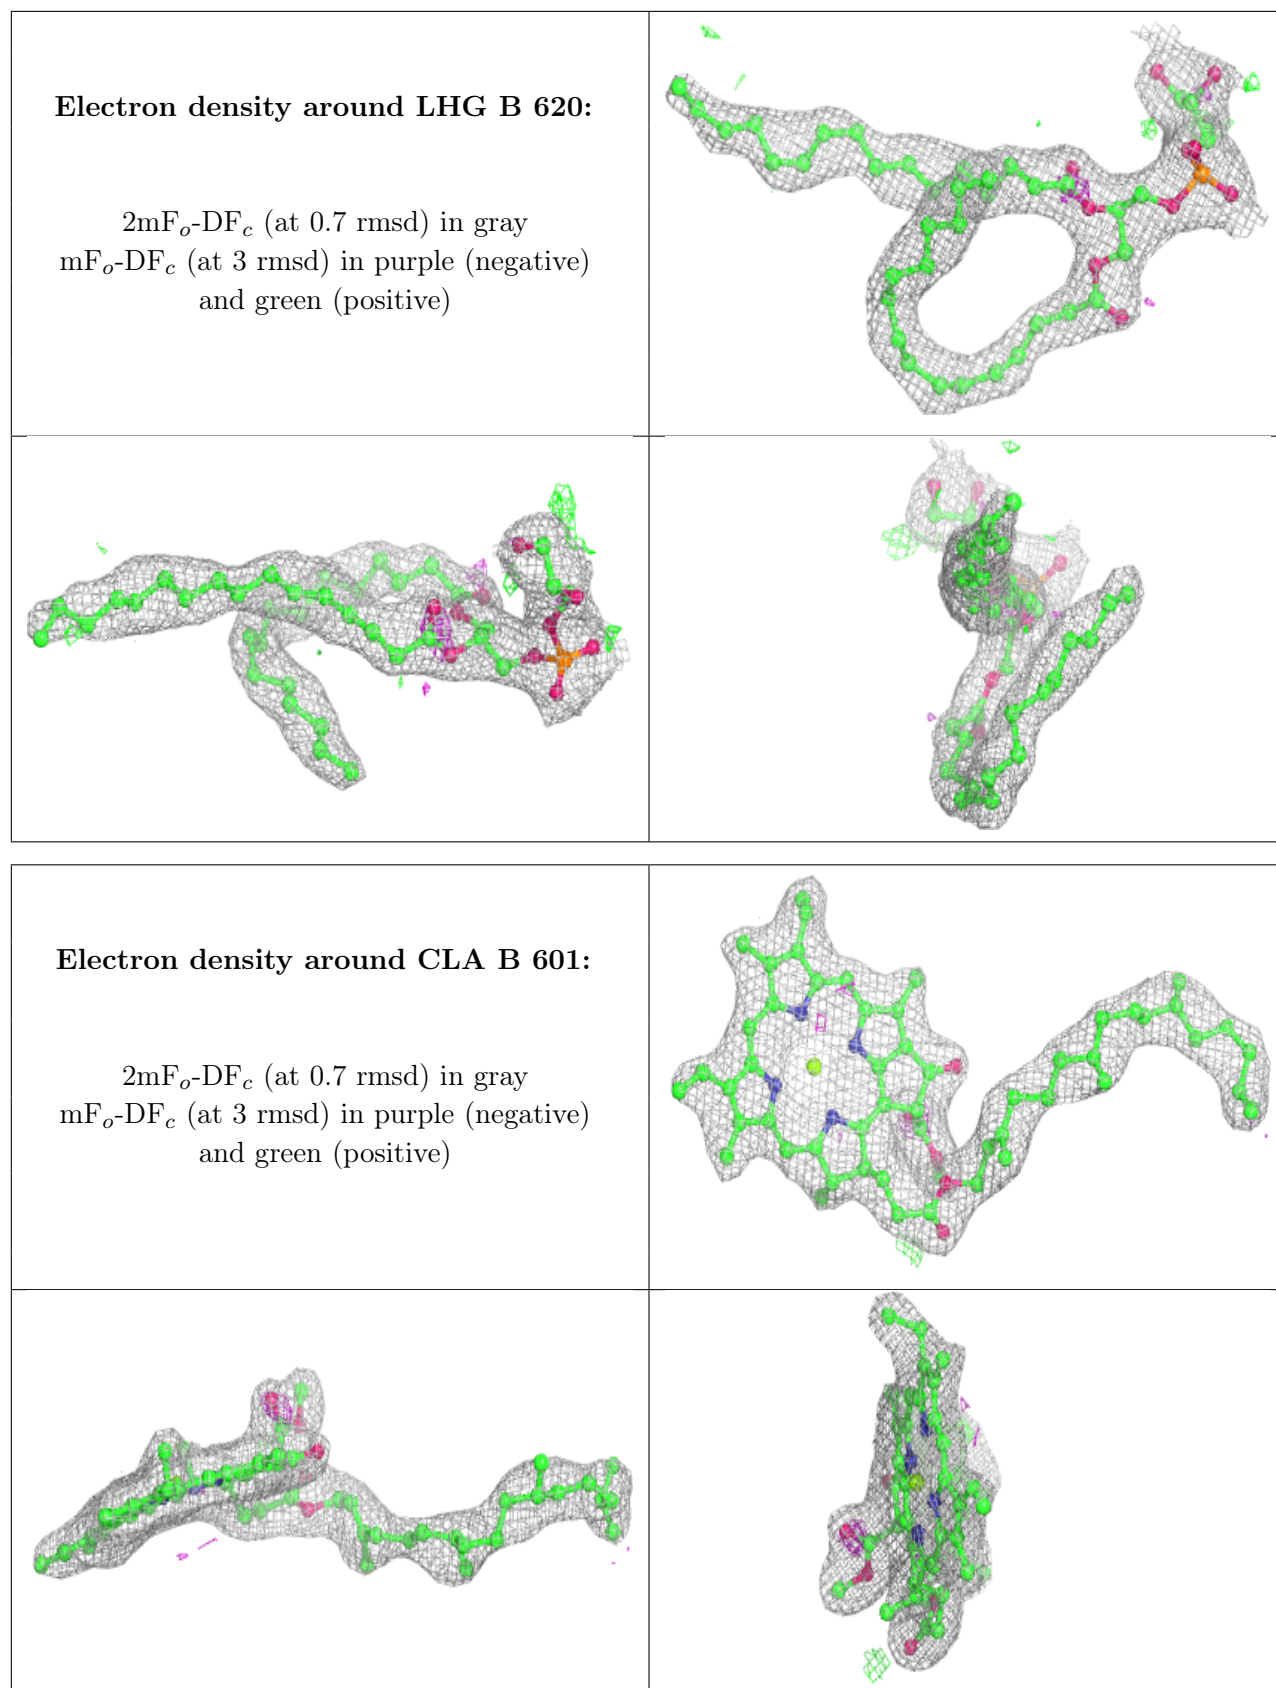 Electron density around LHG B 620:
2mFo-DFc (at 0.7 rmsd) in gray
mFo-DFc (at 3 rmsd) in purple (negative)
and green (positive)
Electron density around CLA B 601:
2mFo-DFc (at 0.7 rmsd) in gray
mFo-DFc (at 3 rmsd) in purple (negative)
and green (positive)